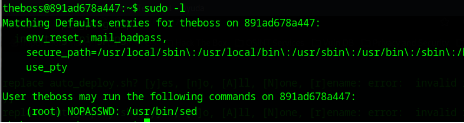 theboss@891ad678a447:~$ sudo -l
Matching Defaults entries for theboss on 891ad678a447:
env_reset, mail_badpass,
secure_path=/usr/local/sbin\:/usr/local/bin\:/usr/sbin\:/usr/bin\:/sbin\:/
use_pty
User theboss may run the following commands on 891ad678a447:
(root) NOPASSWD: /usr/bin/sed